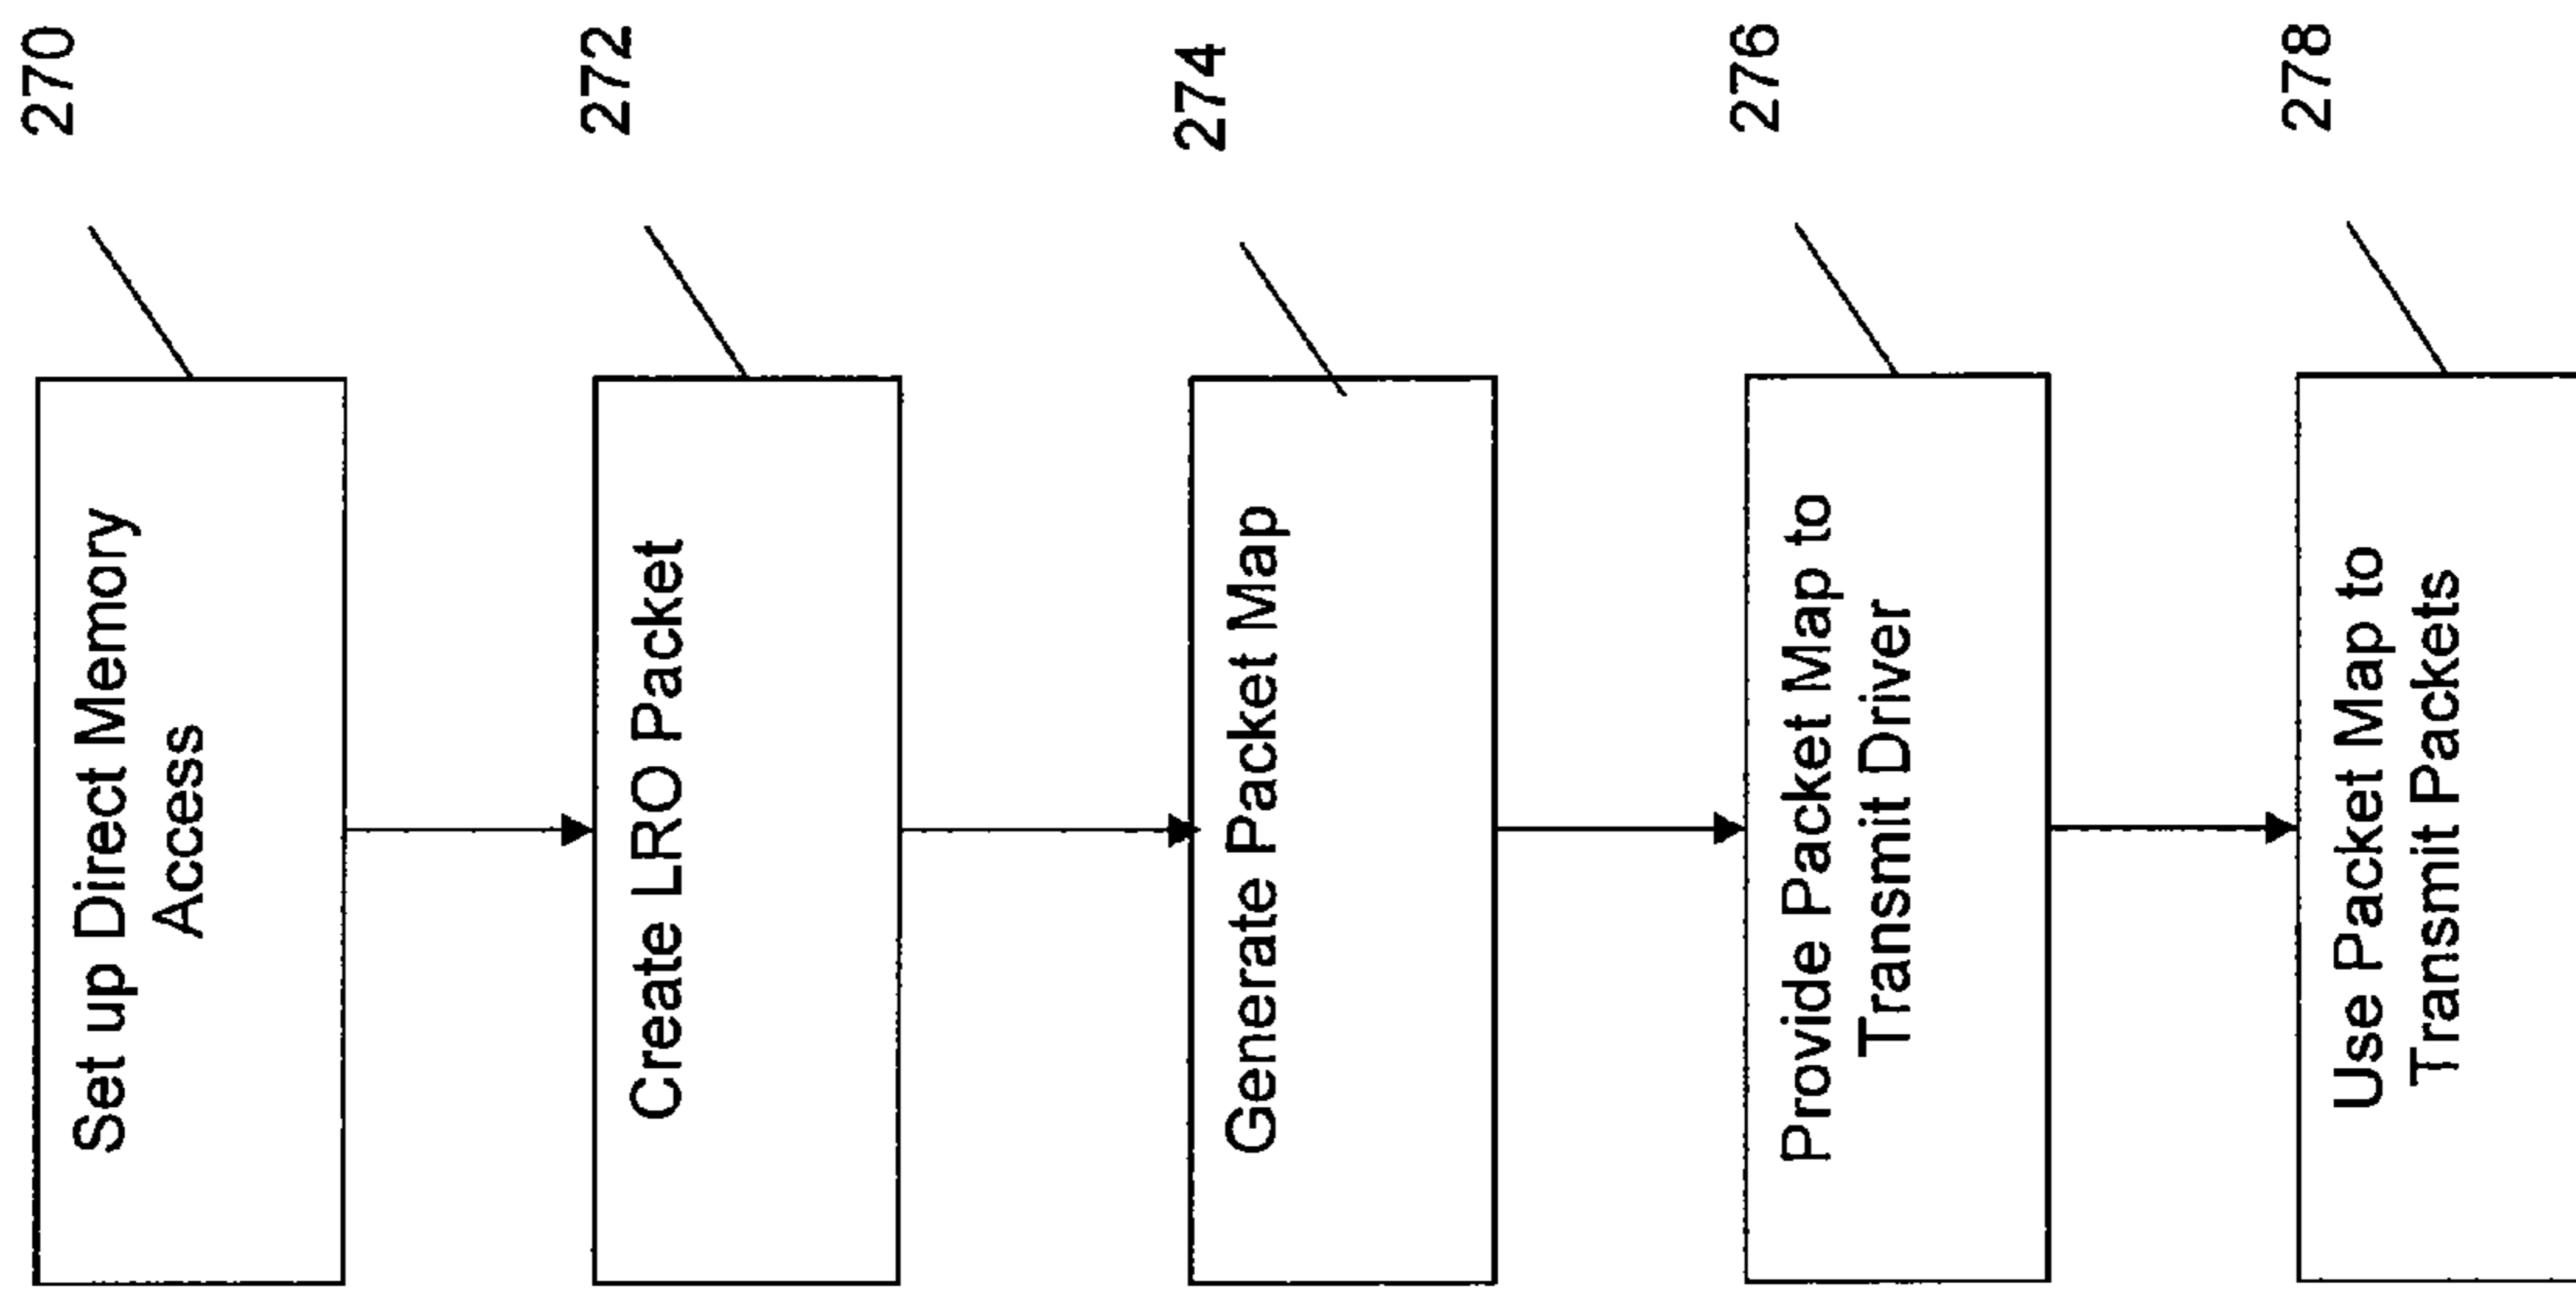 270
Set up Direct Memory
Access
272
Create LRO Packet
274
Generate Packet Map
276
Provide Packet Map to
Transmit Driver
278
Use Packet Map to
Transmit Packets